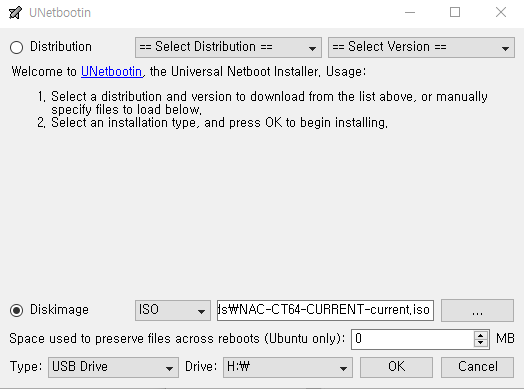 UNetbootin
Distribution == Select Distribution == == Select Version ==
Welcome to UNetbootin, the Universal Netboot Installer. Usage:
1. Select a distribution and version to download from the list above, or manually
specify files to load below.
2. Select an installation type, and press OK to begin installing.
Diskimage ISO ds₩NAC-CT64-CURRENT-current.iso ...
Space used to preserve files across reboots (Ubuntu only): 0 MB
Type: USB Drive Drive: H:₩ OK Cancel